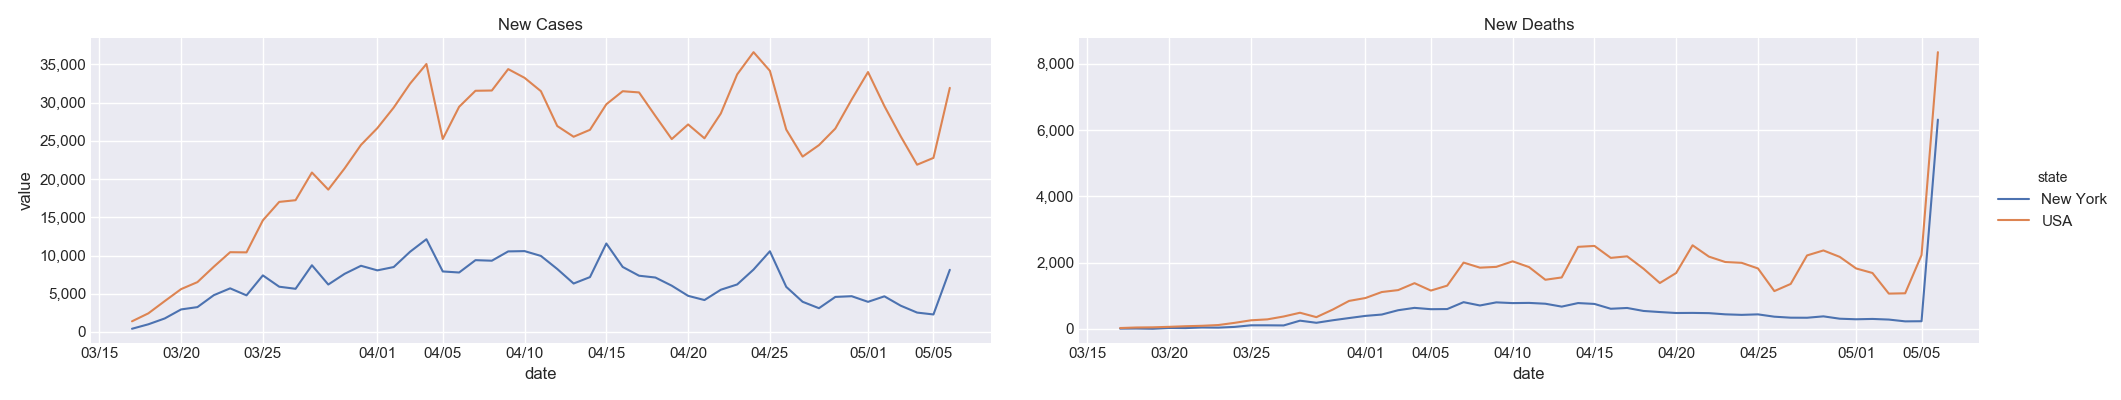 New Cases
New Deaths
value
35,000
30,000
25,000
20,000
15,000
10,000
5,000
0
03/15 03/20 03/25 04/01 04/05 04/10 04/15 04/20 04/25 05/01 05/05
date
8,000
6,000
4,000
2,000
0
03/15 03/20 03/25 04/01 04/05 04/10 04/15 04/20 04/25 05/01 05/05
date
state
New York
USA